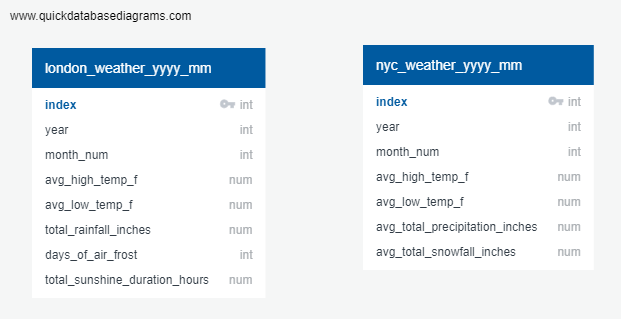 www.quickdatabasediagrams.com
london_weather_yyyy_mm
index int
year int
month_num int
avg_high_temp_f num
avg_low_temp_f num
total_rainfall_inches num
days_of_air_frost int
total_sunshine_duration_hours num
nyc_weather_yyyy_mm
index int
year int
month_num int
avg_high_temp_f num
avg_low_temp_f num
avg_total_precipitation_inches num
avg_total_snowfall_inches num